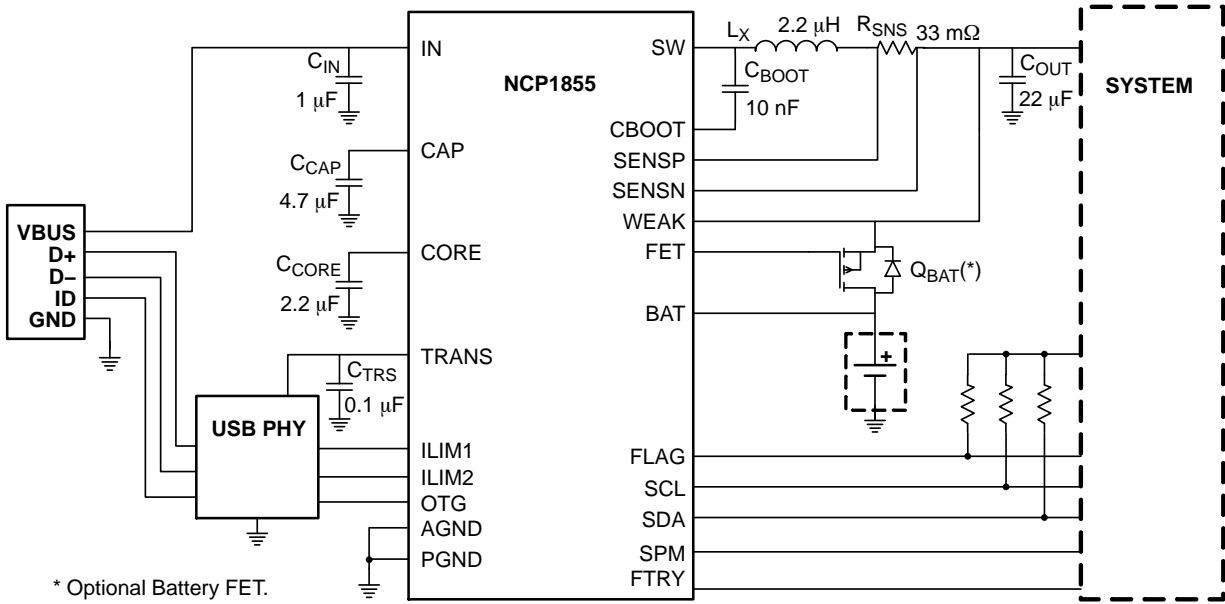 IN
SW
L_X
2.2 μH
R_SNS
33 mΩ
C_IN
1 μF
NCP1855
C_BOOT
10 nF
C_OUT
22 μF
SYSTEM
CBOOT
CAP
C_CAP
4.7 μF
SENSP
SENSN
WEAK
VBUS
D+
D−
ID
GND
CORE
C_CORE
2.2 μF
FET
Q_BAT(*)
BAT
+
TRANS
C_TRS
0.1 μF
USB PHY
ILIM1
ILIM2
OTG
AGND
PGND
FLAG
SCL
SDA
SPM
FTRY
* Optional Battery FET.